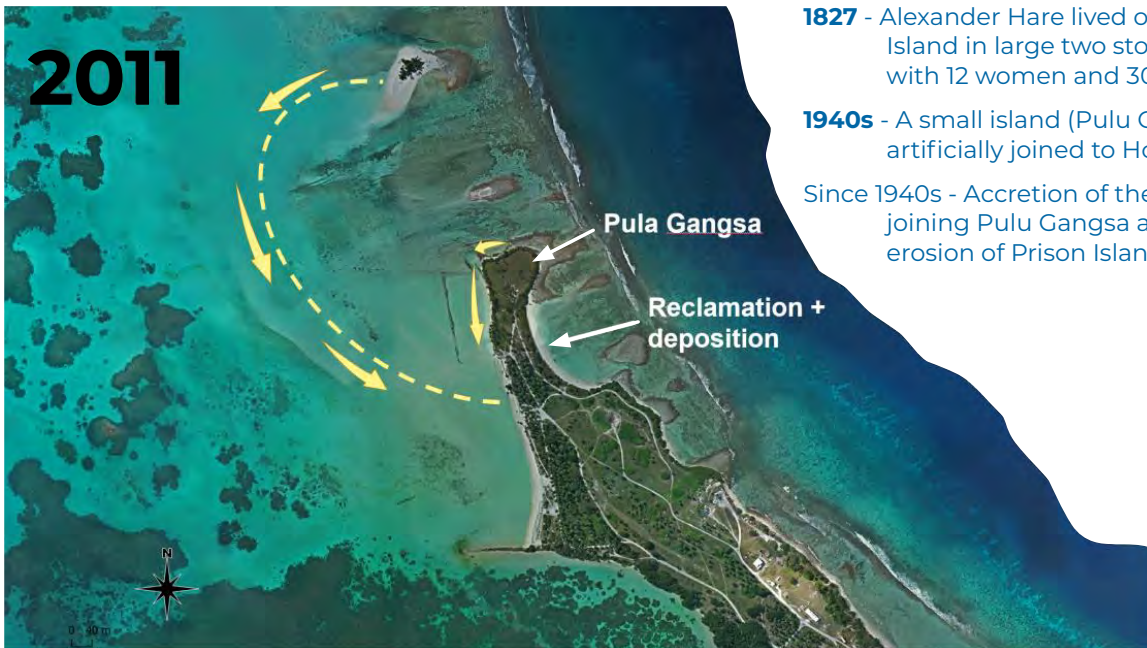 2011
1827 - Alexander Hare lived o
Island in large two sto
with 12 women and 30
1940s - A small island (Pulu G
artificially joined to Ho
Since 1940s - Accretion of the
joining Pulu Gangsa a
erosion of Prison Islan
Pula Gangsa
Reclamation +
deposition
N
0 40 m